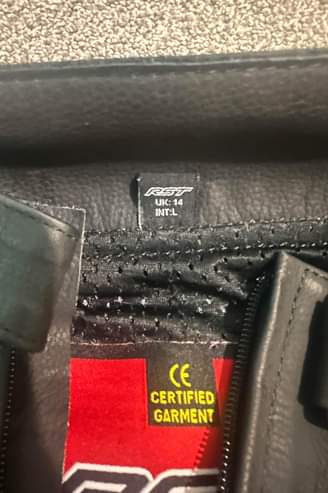 RST
UK: 14
INT:L
CE
CERTIFIED
GARMENT